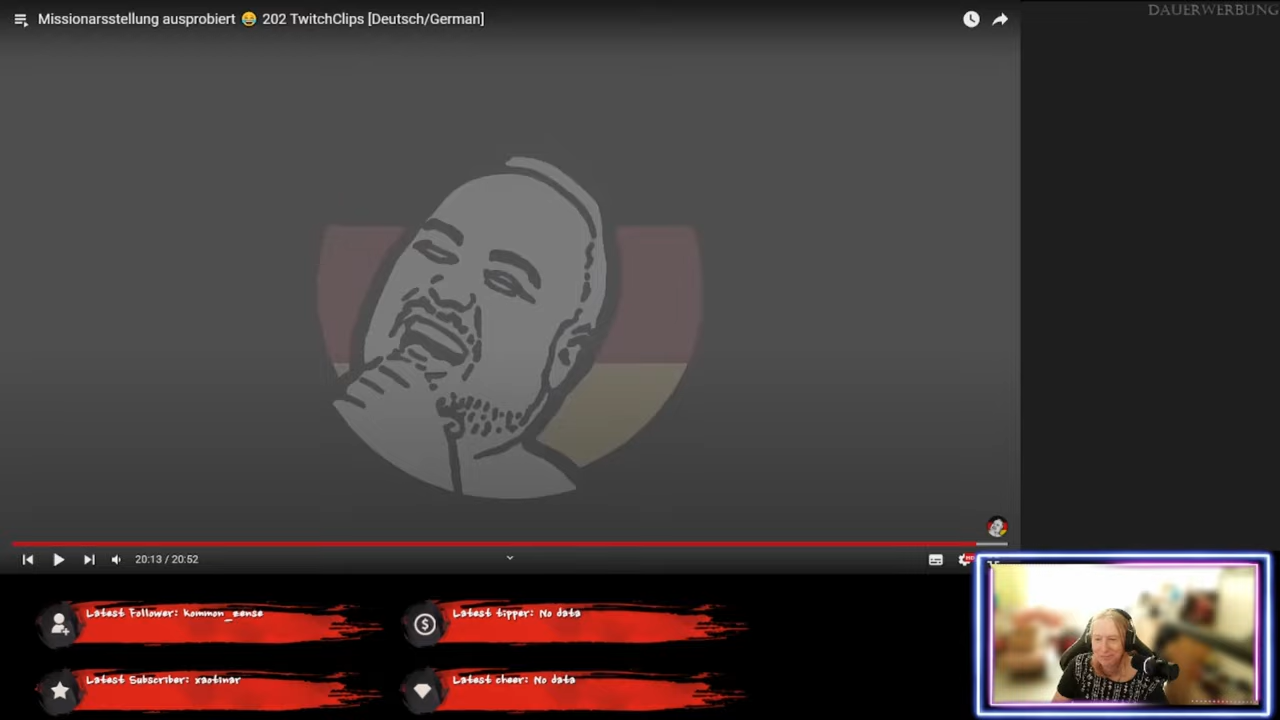 Missionarsstellung ausprobiert 😂 202 TwitchClips [Deutsch/German]
DAUERWERBUNG
20:13 / 20:52
Latest Follower: kommon_zense
Latest tipper: No data
Latest Subscriber: xaotinar
Latest cheer: No data